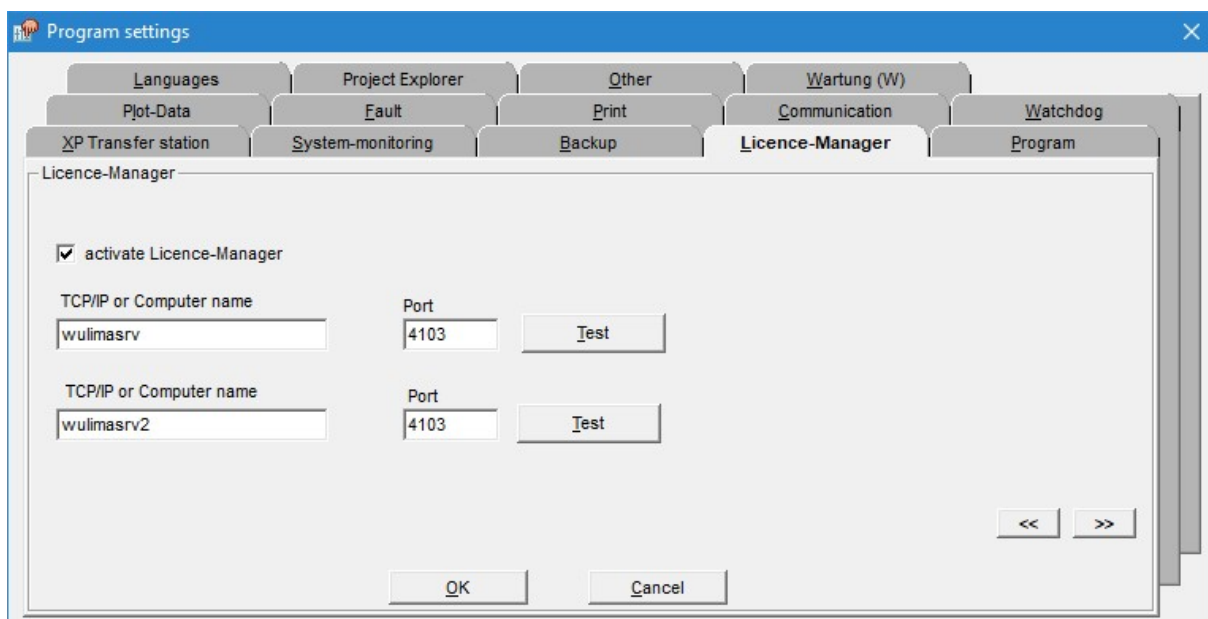 Program settings
Languages Project Explorer Other Wartung (W)
Plot-Data Fault Print Communication Watchdog
XP Transfer station System-monitoring Backup Licence-Manager Program
Licence-Manager
activate Licence-Manager
TCP/IP or Computer name Port
wulimasrv 4103 Test
TCP/IP or Computer name Port
wulimasrv2 4103 Test
<< >>
OK Cancel